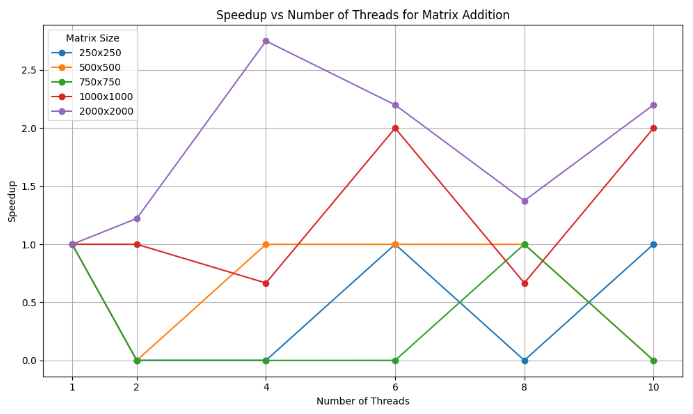 Speedup vs Number of Threads for Matrix Addition
Matrix Size
250x250
500x500
750x750
1000x1000
2000x2000
Speedup
2.5
2.0
1.5
1.0
0.5
0.0
1 2 4 6 8 10
Number of Threads